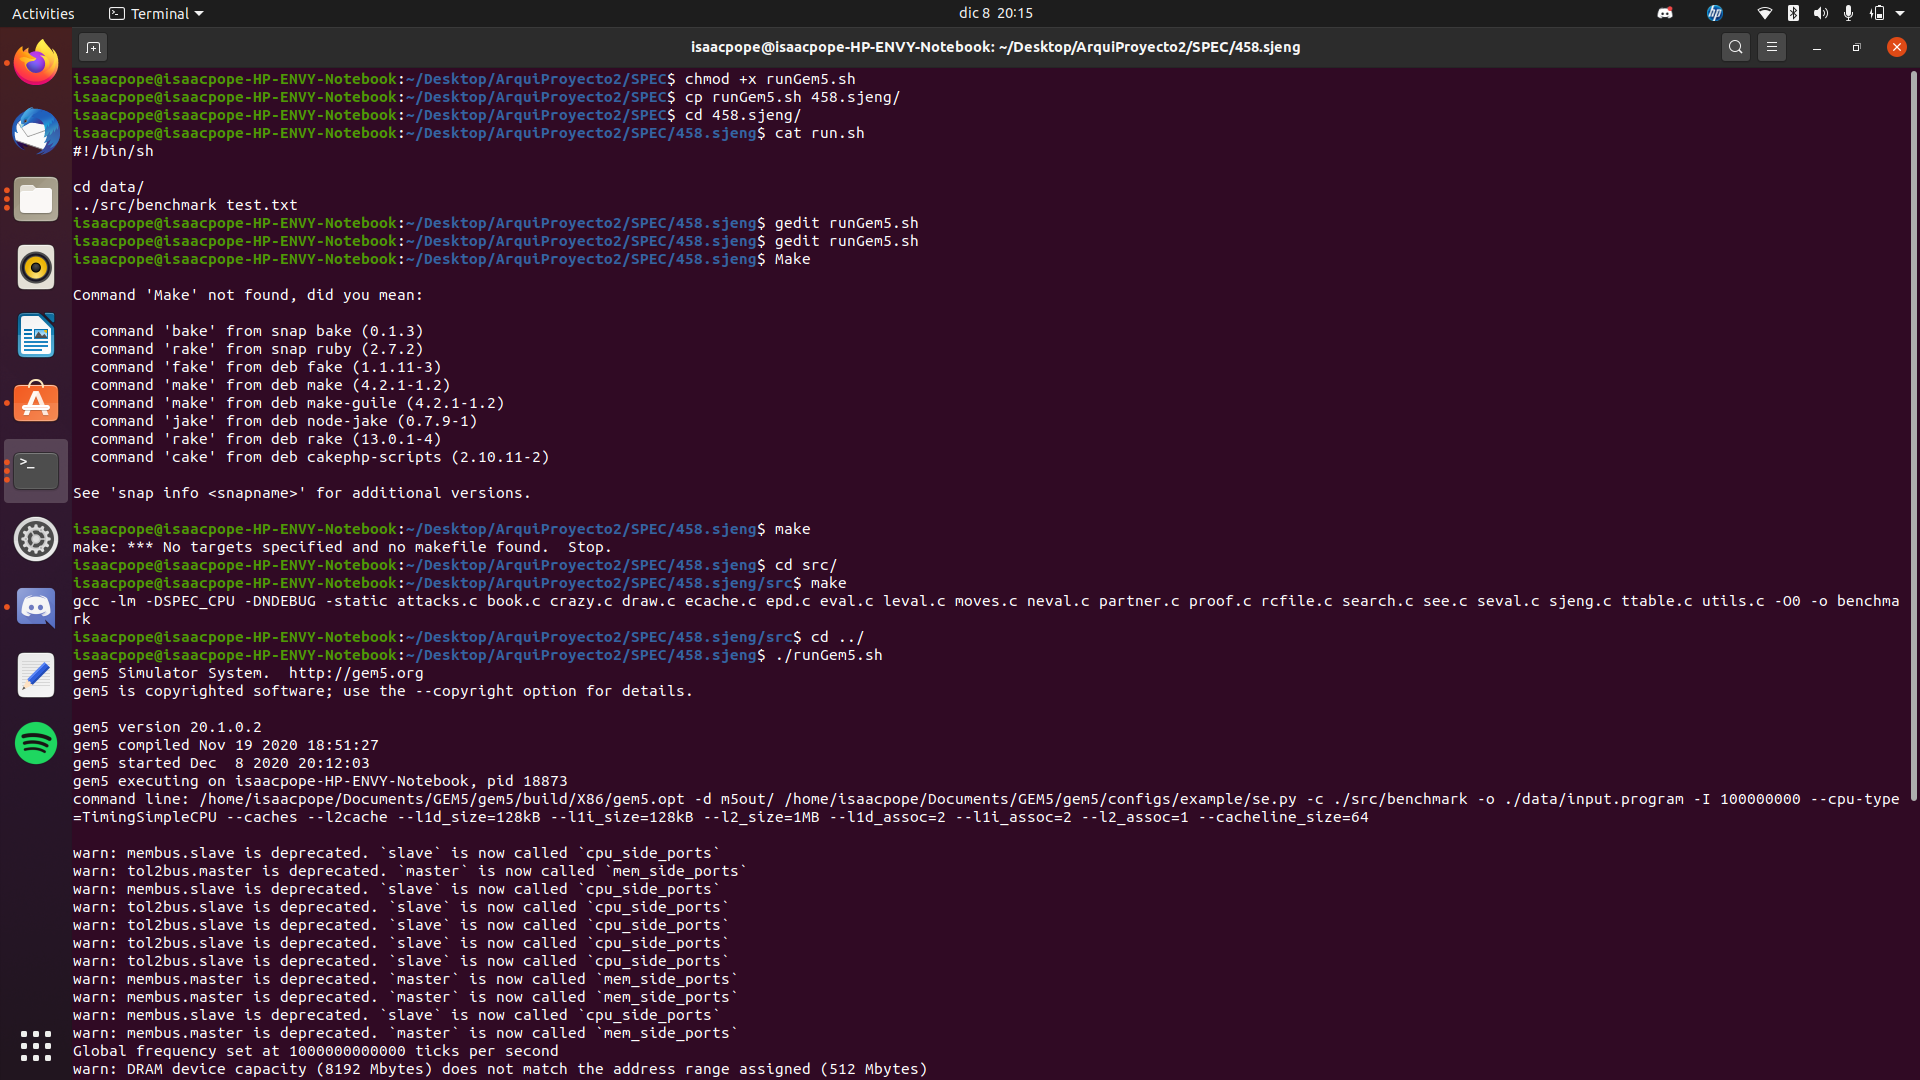 Activities
Terminal
dic 8 20:15
isaacpope@isaacpope-HP-ENVY-Notebook: ~/Desktop/ArquiProyecto2/SPEC/458.sjeng
isaacpope@isaacpope-HP-ENVY-Notebook:~/Desktop/ArquiProyecto2/SPEC$ chmod +x runGem5.sh
isaacpope@isaacpope-HP-ENVY-Notebook:~/Desktop/ArquiProyecto2/SPEC$ cp runGem5.sh 458.sjeng/
isaacpope@isaacpope-HP-ENVY-Notebook:~/Desktop/ArquiProyecto2/SPEC$ cd 458.sjeng/
isaacpope@isaacpope-HP-ENVY-Notebook:~/Desktop/ArquiProyecto2/SPEC/458.sjeng$ cat run.sh
#!/bin/sh
cd data/
../src/benchmark test.txt
isaacpope@isaacpope-HP-ENVY-Notebook:~/Desktop/ArquiProyecto2/SPEC/458.sjeng$ gedit runGem5.sh
isaacpope@isaacpope-HP-ENVY-Notebook:~/Desktop/ArquiProyecto2/SPEC/458.sjeng$ gedit runGem5.sh
isaacpope@isaacpope-HP-ENVY-Notebook:~/Desktop/ArquiProyecto2/SPEC/458.sjeng$ Make
Command 'Make' not found, did you mean:
command 'bake' from snap bake (0.1.3)
command 'rake' from snap ruby (2.7.2)
command 'fake' from deb fake (1.1.11-3)
command 'make' from deb make (4.2.1-1.2)
command 'make' from deb make-guile (4.2.1-1.2)
command 'jake' from deb node-jake (0.7.9-1)
command 'rake' from deb rake (13.0.1-4)
command 'cake' from deb cakephp-scripts (2.10.11-2)
See 'snap info <snapname>' for additional versions.
isaacpope@isaacpope-HP-ENVY-Notebook:~/Desktop/ArquiProyecto2/SPEC/458.sjeng$ make
make: *** No targets specified and no makefile found.  Stop.
isaacpope@isaacpope-HP-ENVY-Notebook:~/Desktop/ArquiProyecto2/SPEC/458.sjeng$ cd src/
isaacpope@isaacpope-HP-ENVY-Notebook:~/Desktop/ArquiProyecto2/SPEC/458.sjeng/src$ make
gcc -lm -DSPEC_CPU -DNDEBUG -static attacks.c book.c crazy.c draw.c ecache.c epd.c eval.c leval.c moves.c neval.c partner.c proof.c rcfile.c search.c see.c seval.c sjeng.c ttable.c utils.c -O0 -o benchma
rk
isaacpope@isaacpope-HP-ENVY-Notebook:~/Desktop/ArquiProyecto2/SPEC/458.sjeng/src$ cd ../
isaacpope@isaacpope-HP-ENVY-Notebook:~/Desktop/ArquiProyecto2/SPEC/458.sjeng$ ./runGem5.sh
gem5 Simulator System.  http://gem5.org
gem5 is copyrighted software; use the --copyright option for details.
gem5 version 20.1.0.2
gem5 compiled Nov 19 2020 18:51:27
gem5 started Dec  8 2020 20:12:03
gem5 executing on isaacpope-HP-ENVY-Notebook, pid 18873
command line: /home/isaacpope/Documents/GEM5/gem5/build/X86/gem5.opt -d m5out/ /home/isaacpope/Documents/GEM5/gem5/configs/example/se.py -c ./src/benchmark -o ./data/input.program -I 100000000 --cpu-type
=TimingSimpleCPU --caches --l2cache --l1d_size=128kB --l1i_size=128kB --l2_size=1MB --l1d_assoc=2 --l1i_assoc=2 --l2_assoc=1 --cacheline_size=64
warn: membus.slave is deprecated. `slave` is now called `cpu_side_ports`
warn: tol2bus.master is deprecated. `master` is now called `mem_side_ports`
warn: membus.slave is deprecated. `slave` is now called `cpu_side_ports`
warn: tol2bus.slave is deprecated. `slave` is now called `cpu_side_ports`
warn: tol2bus.slave is deprecated. `slave` is now called `cpu_side_ports`
warn: tol2bus.slave is deprecated. `slave` is now called `cpu_side_ports`
warn: tol2bus.slave is deprecated. `slave` is now called `cpu_side_ports`
warn: membus.master is deprecated. `master` is now called `mem_side_ports`
warn: membus.master is deprecated. `master` is now called `mem_side_ports`
warn: membus.slave is deprecated. `slave` is now called `cpu_side_ports`
warn: membus.master is deprecated. `master` is now called `mem_side_ports`
Global frequency set at 1000000000000 ticks per second
warn: DRAM device capacity (8192 Mbytes) does not match the address range assigned (512 Mbytes)